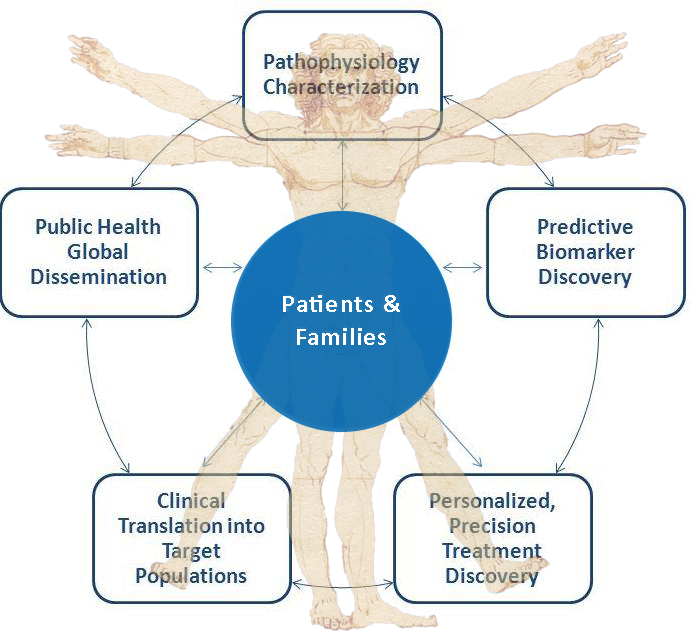 Pathophysiology
Characterization
Public Health
Global
Dissemination
Predictive
Biomarker
Discovery
Patients &
Families
Clinical
Translation into
Target
Populations
Personalized,
Precision
Treatment
Discovery